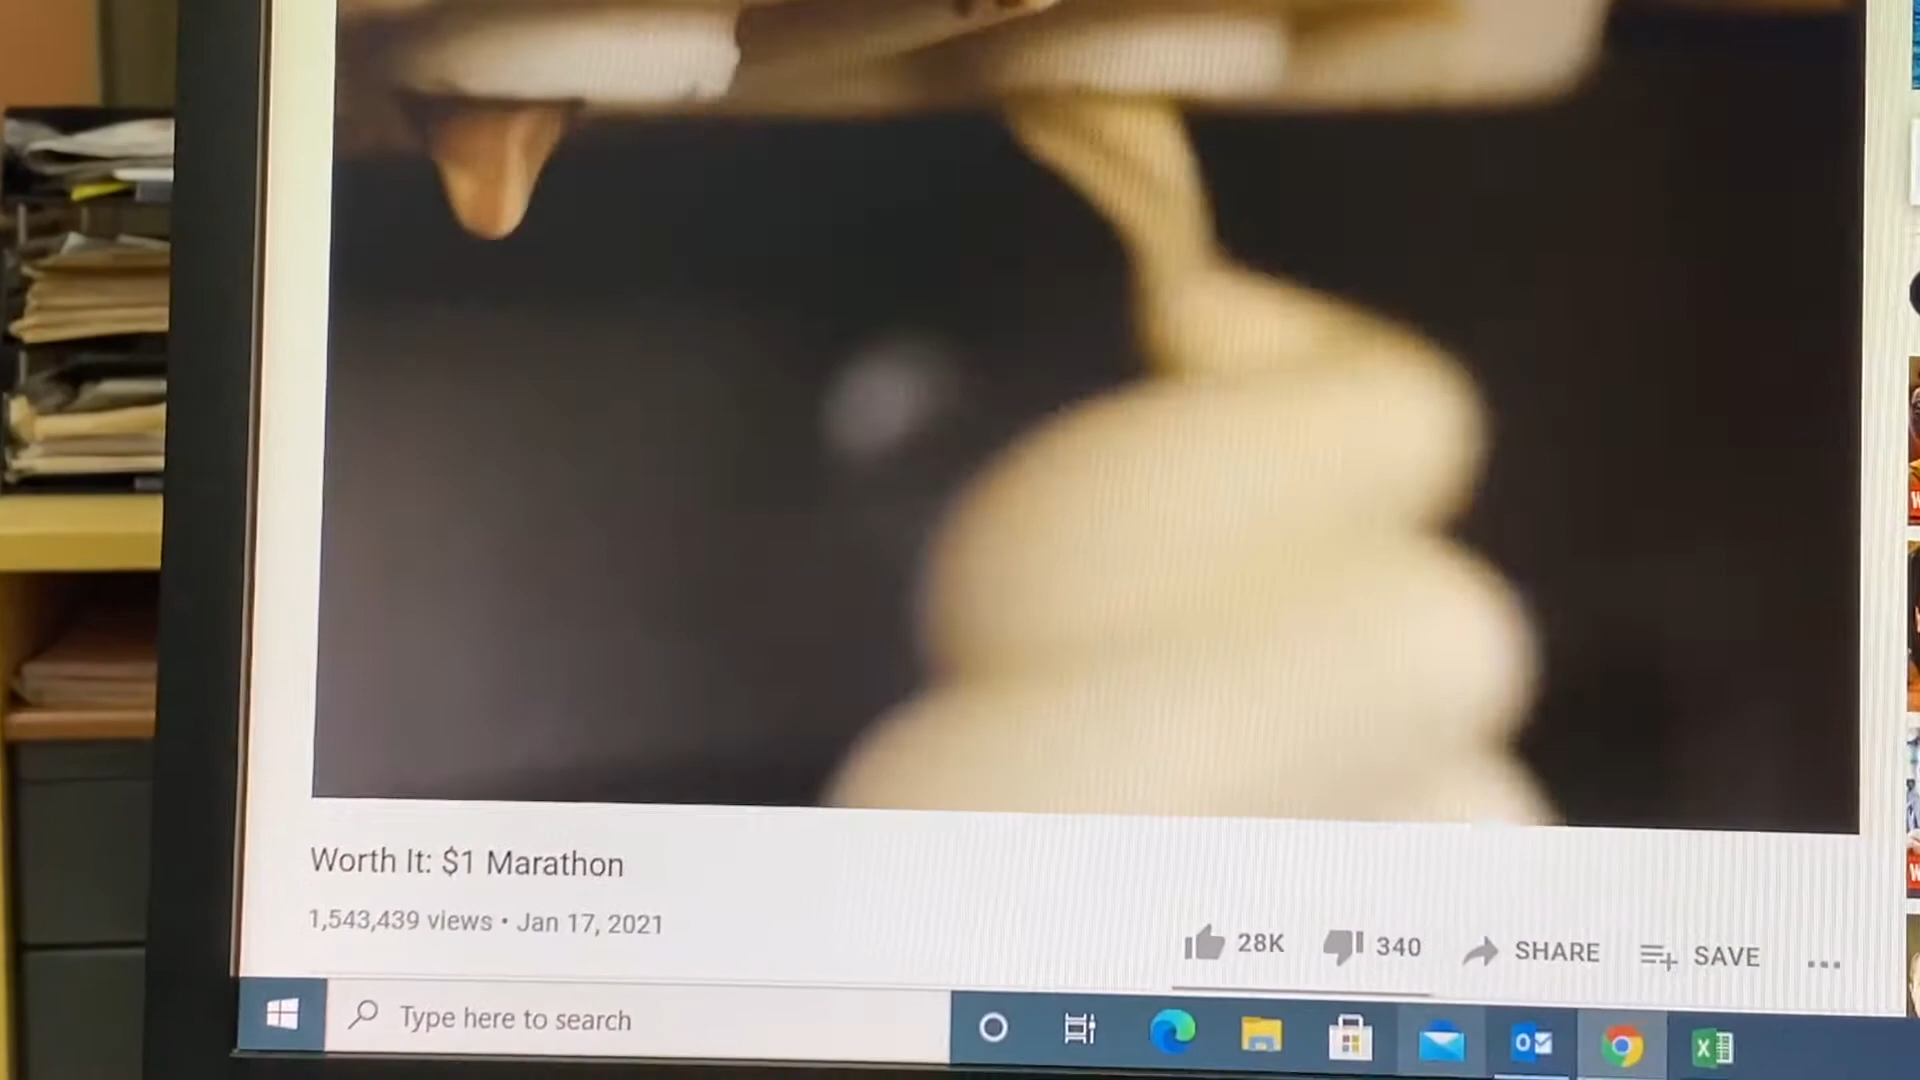 Worth It: $1 Marathon
1,543,439 views • Jan 17, 2021
28K 340 SHARE SAVE
Type here to search